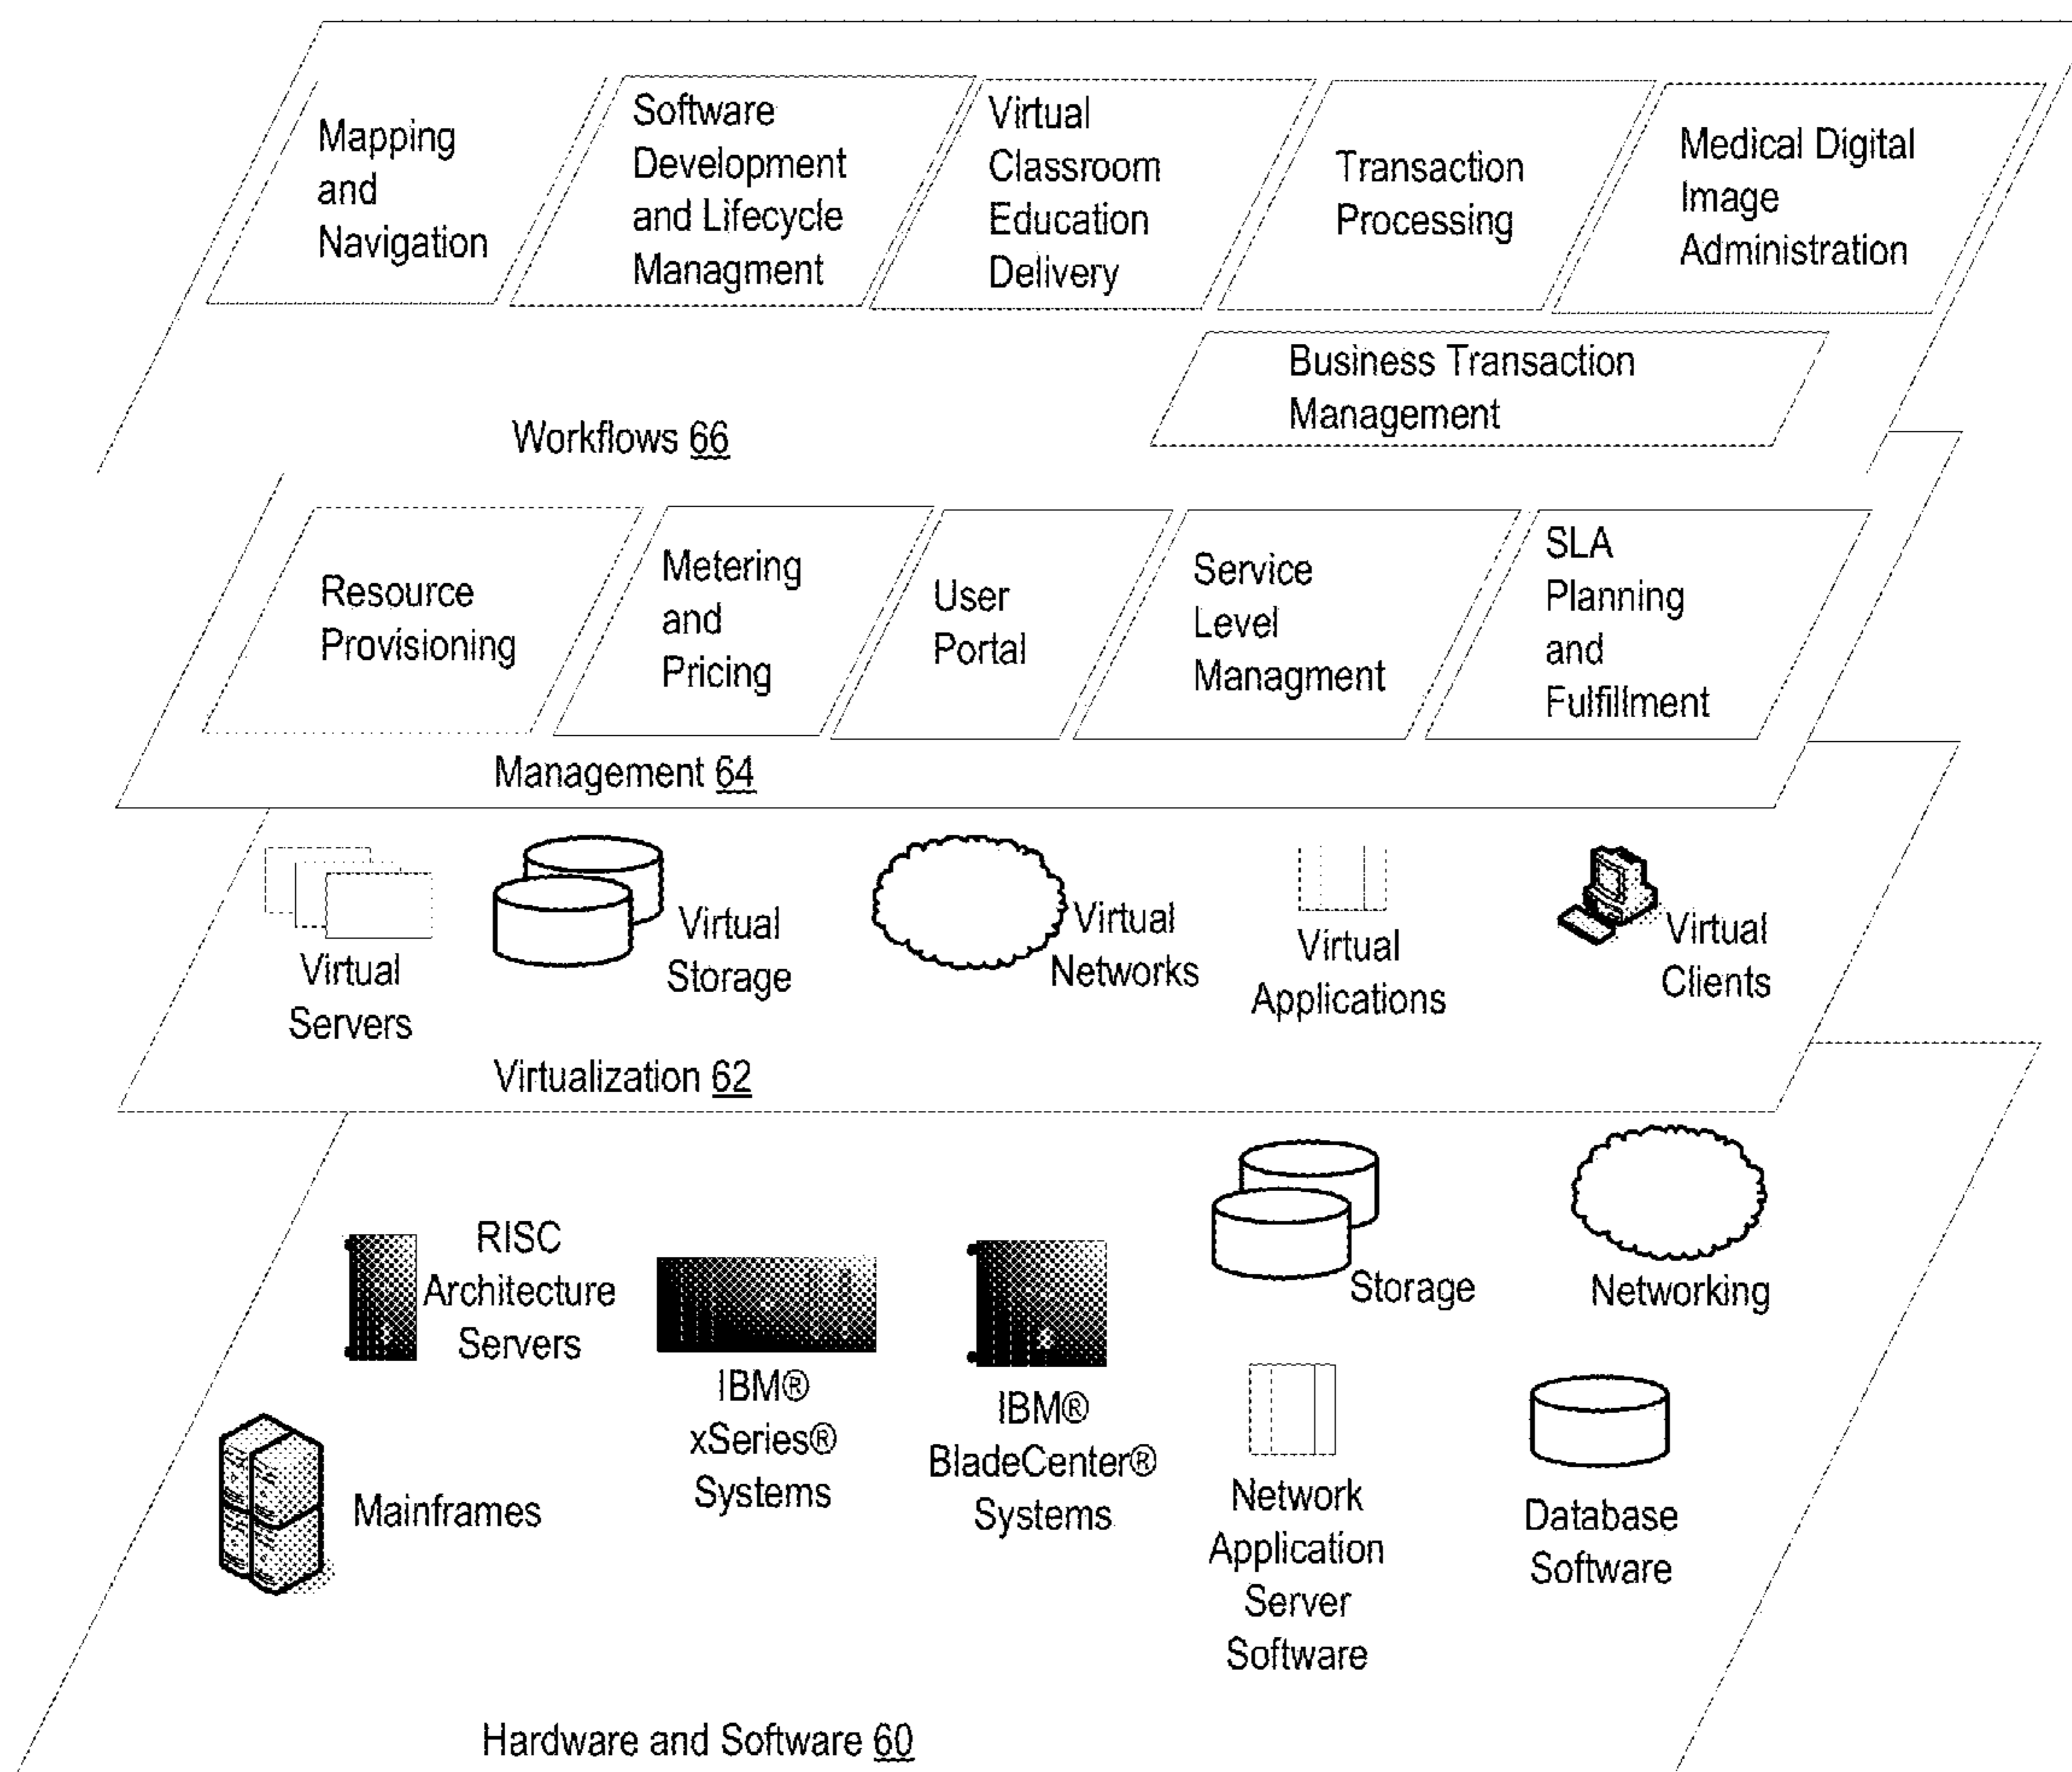 Mapping
and
Navigation
Software
Development
and Lifecycle
Managment
Virtual
Classroom
Education
Delivery
Transaction
Processing
Medical Digital
Image
Administration
Business Transaction
Management
Workflows 66
Resource
Provisioning
Metering
and
Pricing
User
Portal
Service
Level
Managment
SLA
Planning
and
Fulfillment
Management 64
Virtual
Servers
Virtual
Storage
Virtual
Networks
Virtual
Applications
Virtual
Clients
Virtualization 62
RISC
Architecture
Servers
IBM®
xSeries®
Systems
IBM®
BladeCenter®
Systems
Storage
Networking
Mainframes
Network
Application
Server
Software
Database
Software
Hardware and Software 60